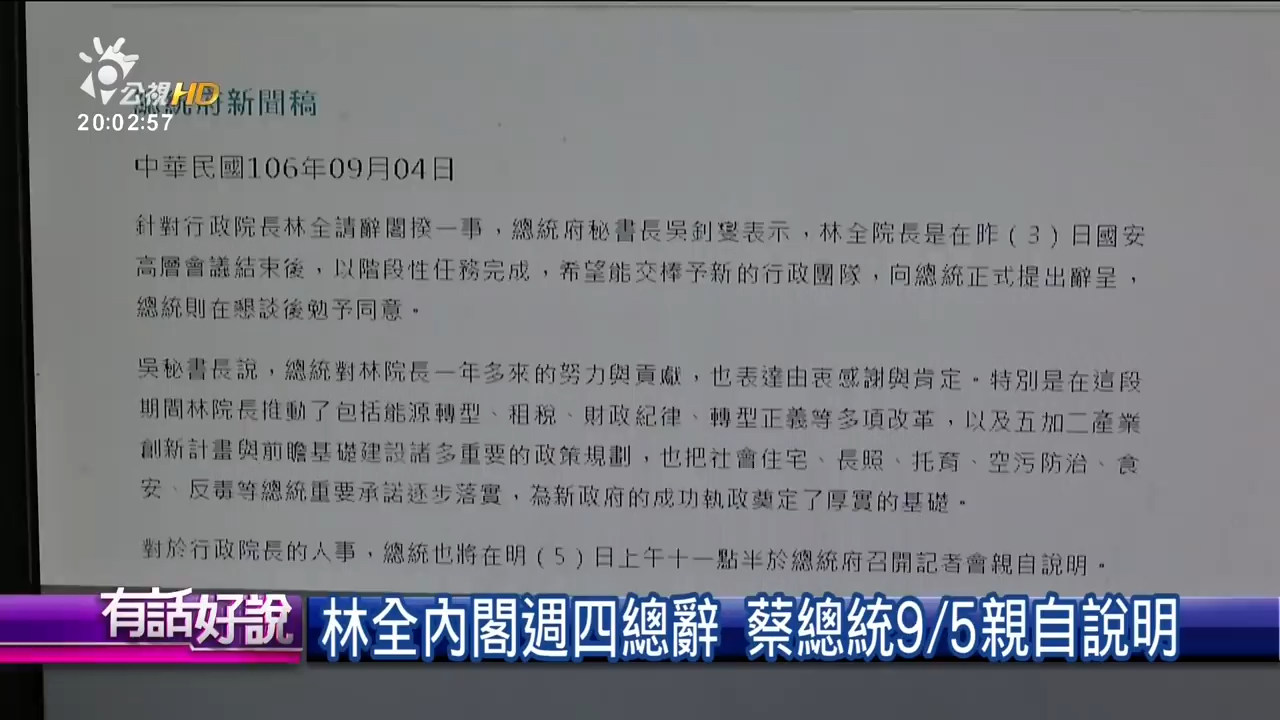 公視HD
20:02:57
總統府新聞稿
中華民國106年09月04日
針對行政院長林全請辭閣揆一事，總統府秘書長吳釗燮表示，林全院長是在昨（3）日國安
高層會議結束後，以階段性任務完成，希望能交棒予新的行政團隊，向總統正式提出辭呈，
總統則在懇談後勉予同意。
吳秘書長說，總統對林院長一年多來的努力與貢獻，也表達由衷感謝與肯定。特別是在這段
期間林院長推動了包括能源轉型、租稅、財政紀律、轉型正義等多項改革，以及五加二產業
創新計畫與前瞻基礎建設諸多重要的政策規劃，也把社會住宅、長照、托育、空污防治、食
安、反毒等總統重要承諾逐步落實，為新政府的成功執政奠定了厚實的基礎。
對於行政院長的人事，總統也將在明（5）日上午十一點半於總統府召開記者會親自說明。
有話好說
林全內閣週四總辭 蔡總統9/5親自說明